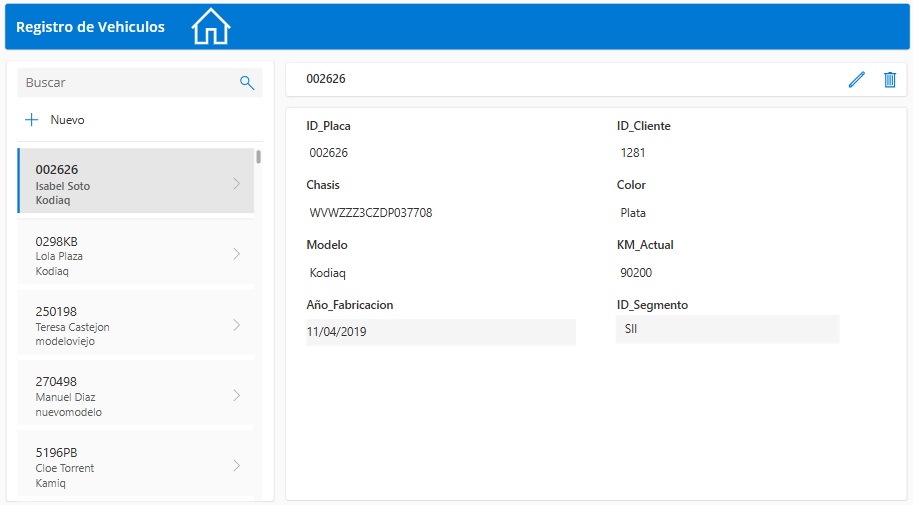 Registro de Vehiculos
Buscar
Nuevo
002626
Isabel Soto
Kodiaq
0298KB
Lola Plaza
Kodiaq
250198
Teresa Castejon
modeloviejo
270498
Manuel Diaz
nuevomodelo
5196PB
Cloe Torrent
Kamiq
002626
ID_Placa
ID_Cliente
002626
1281
Chasis
Color
WVWZZZ3CZDP037708
Plata
Modelo
KM_Actual
Kodiaq
90200
Año_Fabricacion
ID_Segmento
11/04/2019
SII